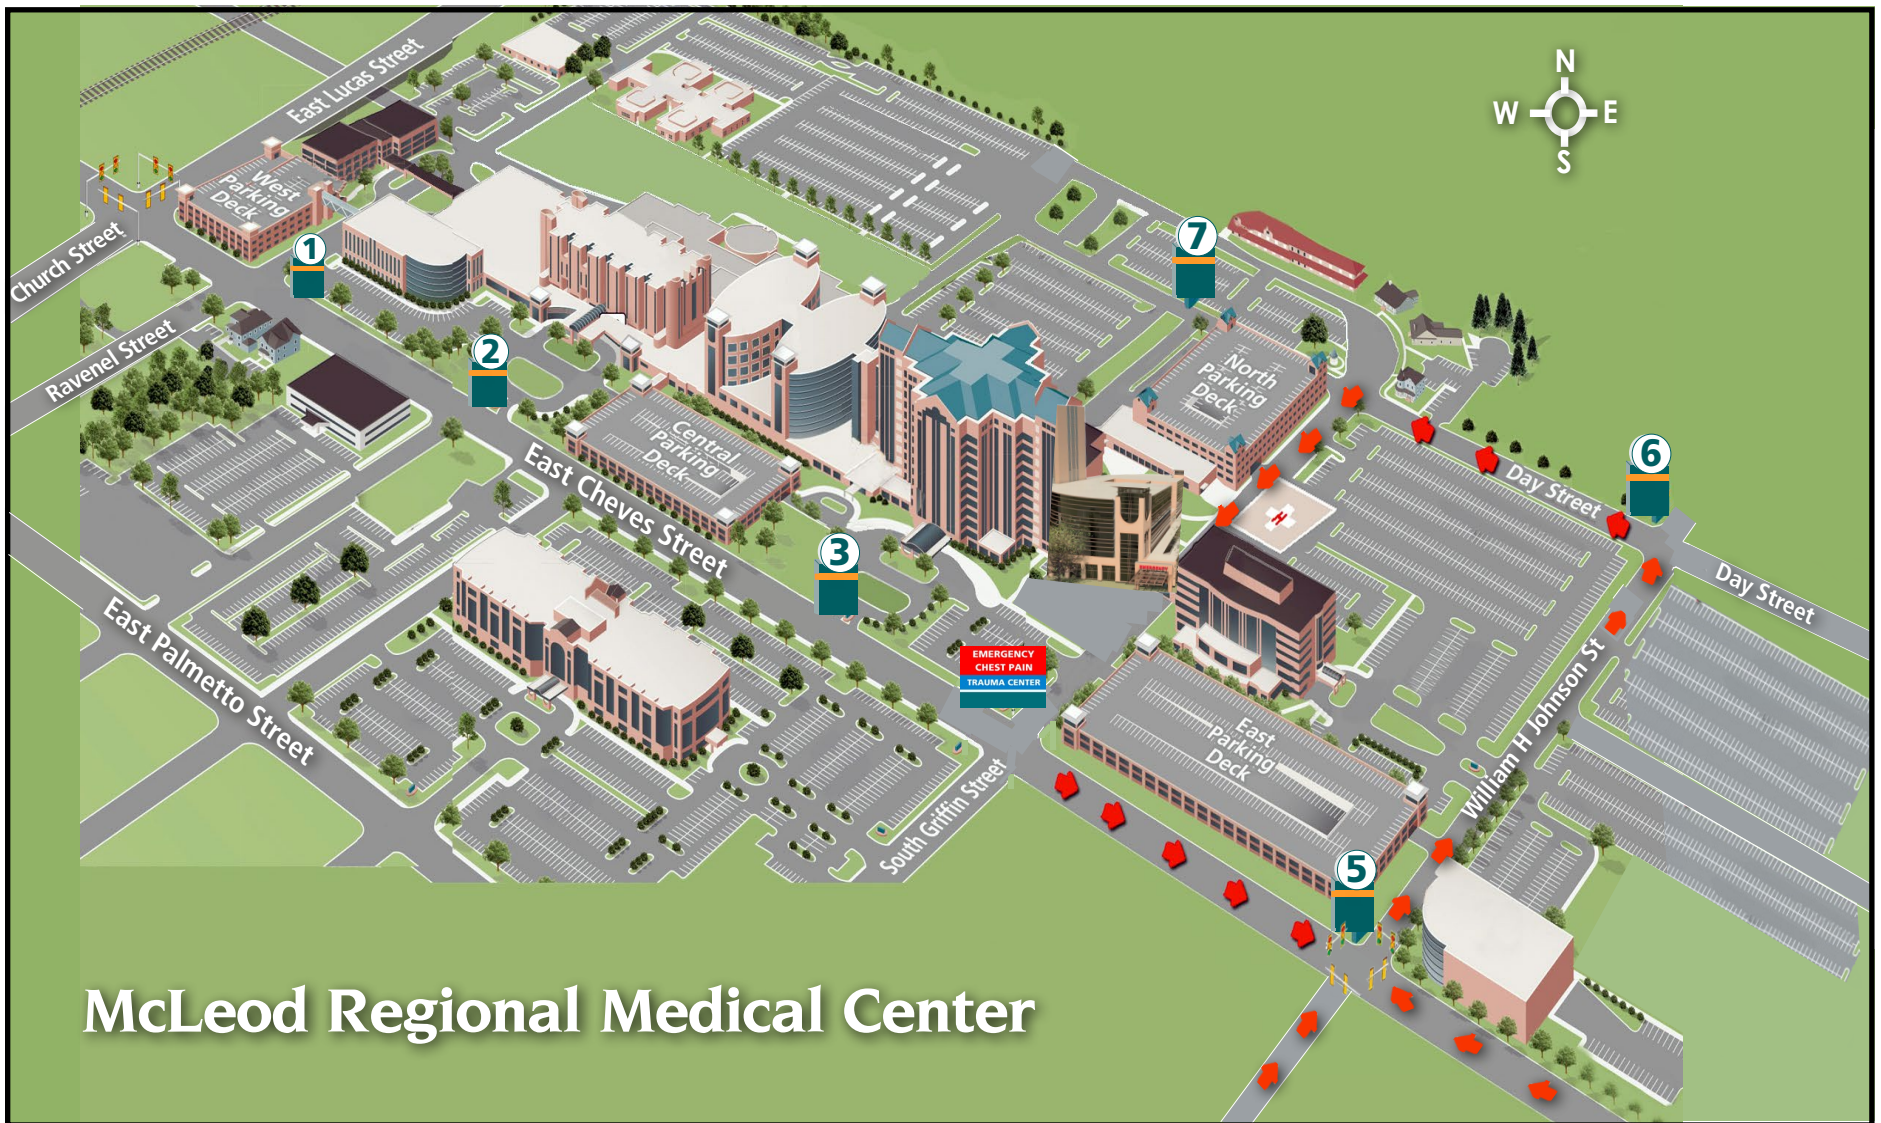 N
W E
S
East Lucas Street
West
Parking
Deck
Church Street
1
Ravenel Street
2
7
North
Parking
Deck
Central
Parking
Deck
East Cheves Street
6
Day Street
H
3
Day Street
East Palmetto Street
EMERGENCY
CHEST PAIN
TRAUMA CENTER
East
Parking
Deck
William H Johnson St
South Griffin Street
5
McLeod Regional Medical Center